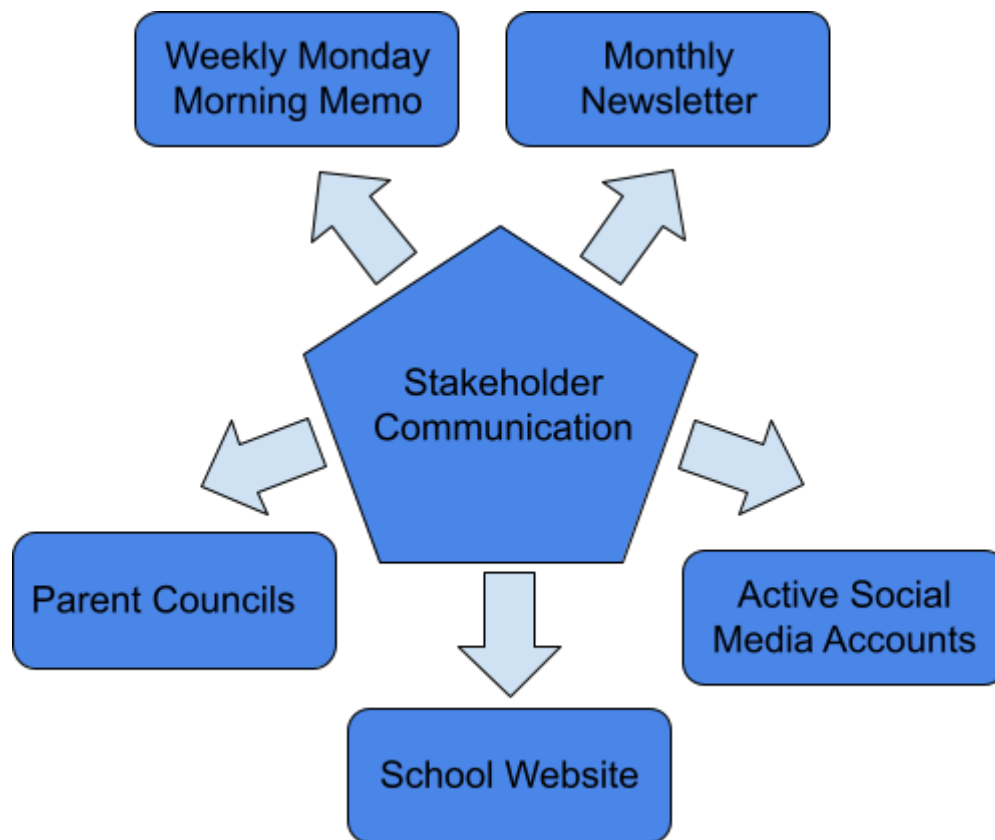 Weekly Monday
Morning Memo
Monthly
Newsletter
Stakeholder
Communication
Parent Councils
Active Social
Media Accounts
School Website